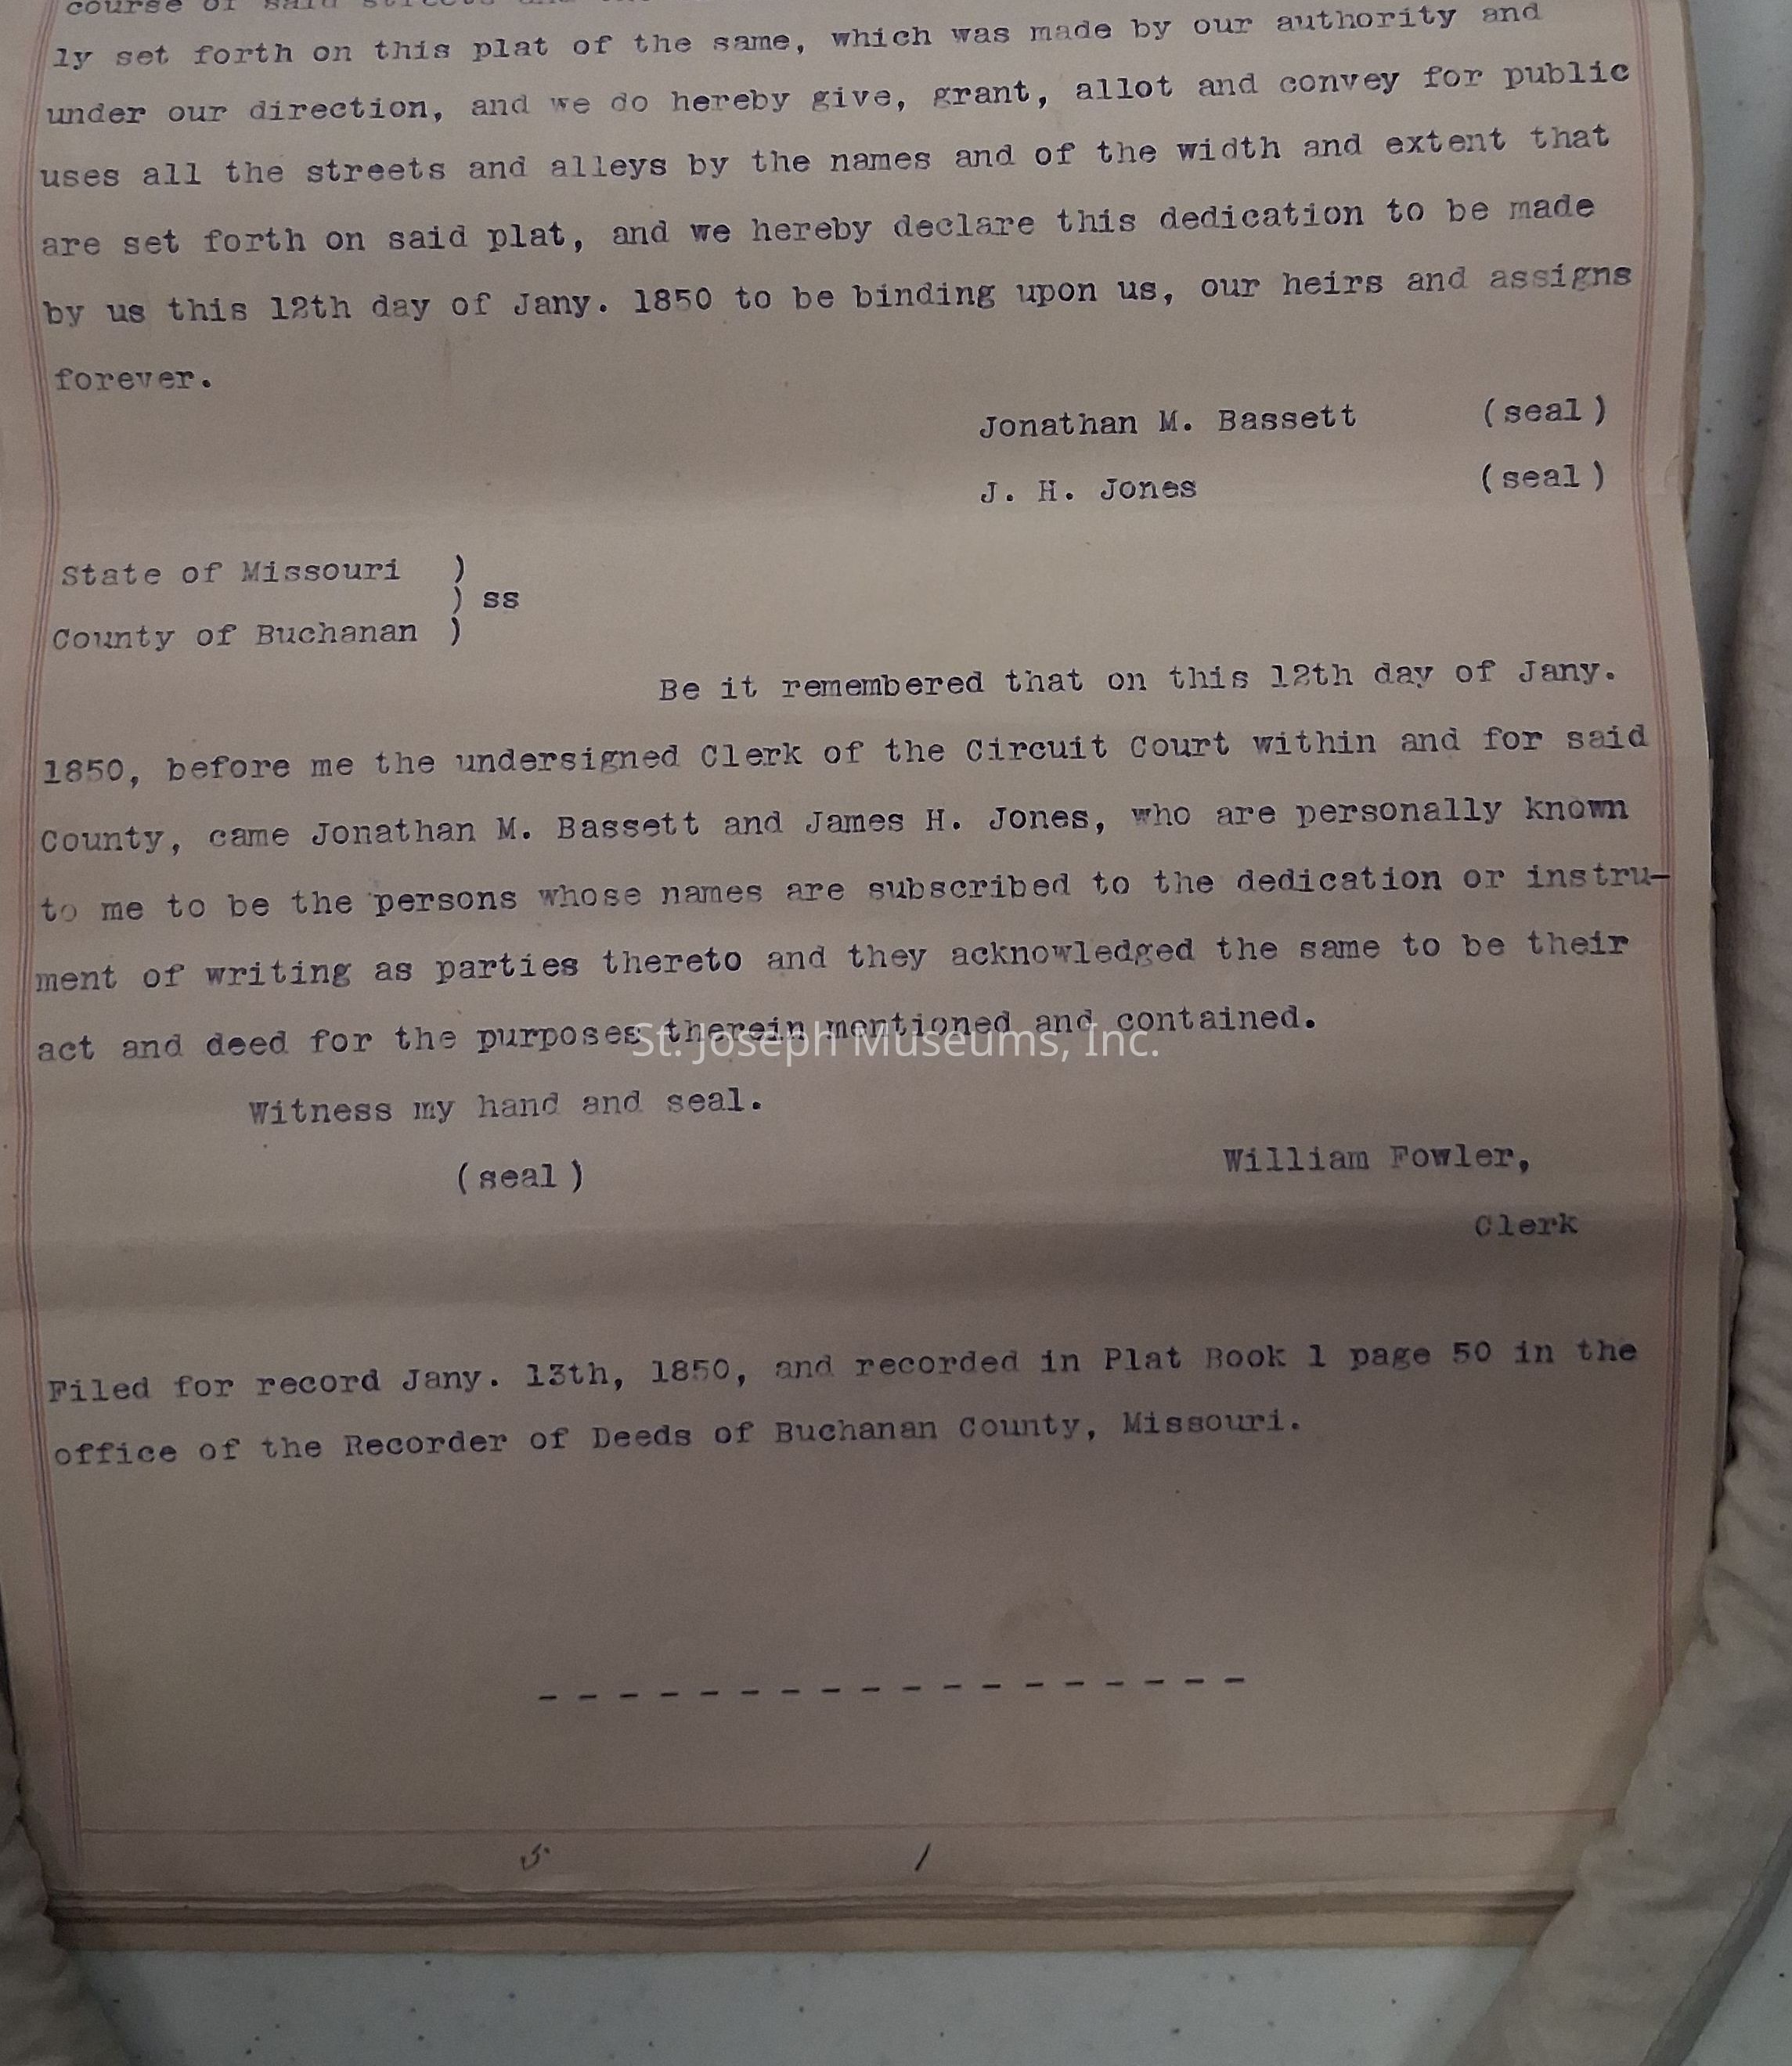 course of said streets and the
ly set forth on this plat of the same, which was made by our authority and
under our direction, and we do hereby give, grant, allot and convey for public
uses all the streets and alleys by the names and of the width and extent that
are set forth on said plat, and we hereby declare this dedication to be made
by us this 12th day of Jany. 1850 to be binding upon us, our heirs and assigns
forever.
Jonathan M. Bassett (seal)
J. H. Jones (seal)
State of Missouri )
) ss
County of Buchanan )
Be it remembered that on this 12th day of Jany.
1850, before me the undersigned Clerk of the Circuit Court within and for said
County, came Jonathan M. Bassett and James H. Jones, who are personally known
to me to be the persons whose names are subscribed to the dedication or instru-
ment of writing as parties thereto and they acknowledged the same to be their
act and deed for the purposes therein mentioned and contained.
St. Joseph Museums, Inc.
Witness my hand and seal.
(seal) William Fowler,
Clerk
Filed for record Jany. 13th, 1850, and recorded in Plat Book 1 page 50 in the
office of the Recorder of Deeds of Buchanan County, Missouri.
- - - - - - - - - - - - - - - - - -
5 /